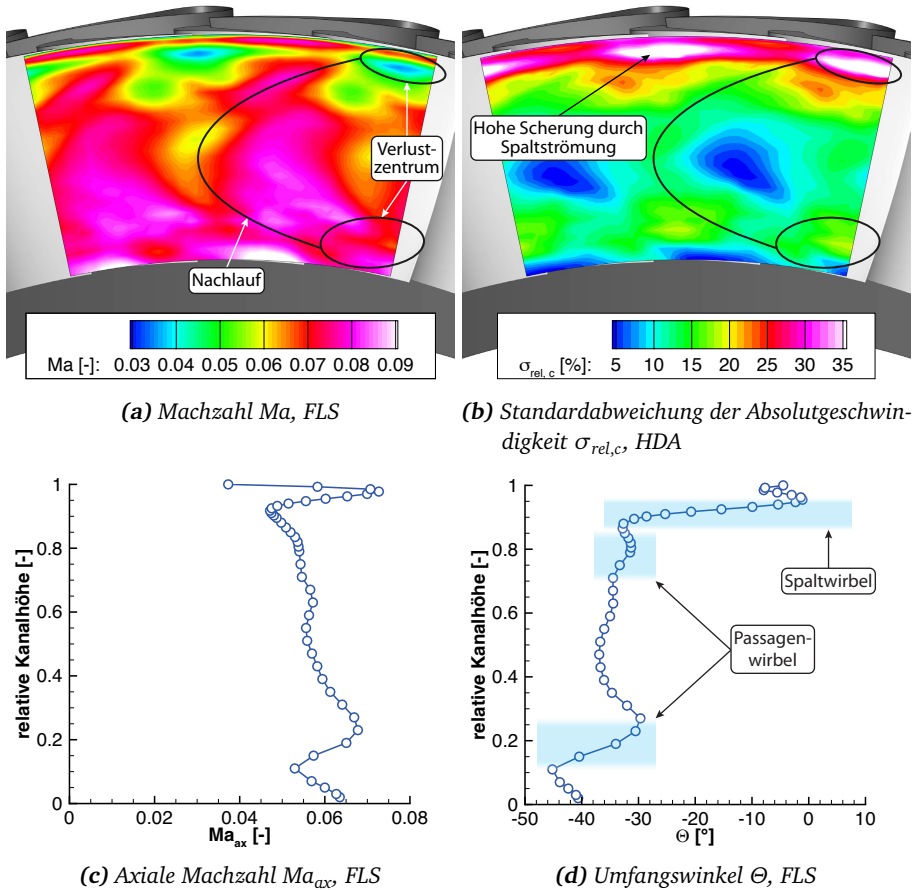 Verlust-
zentrum
Nachlauf
Ma [-]: 0.03 0.04 0.05 0.06 0.07 0.08 0.09
Hohe Scherung durch
Spaltströmung
σrel, c [%]: 5 10 15 20 25 30 35
(a) Machzahl Ma, FLS
(b) Standardabweichung der Absolutgeschwin-
digkeit σrel,c, HDA
relative Kanalhöhe [-]
1
0.8
0.6
0.4
0.2
0
0 0.02 0.04 0.06 0.08
Maax [-]
relative Kanalhöhe [-]
1
0.8
0.6
0.4
0.2
0
-50 -40 -30 -20 -10 0 10
Θ [°]
Spaltwirbel
Passagen-
wirbel
(c) Axiale Machzahl Maax, FLS
(d) Umfangswinkel Θ, FLS